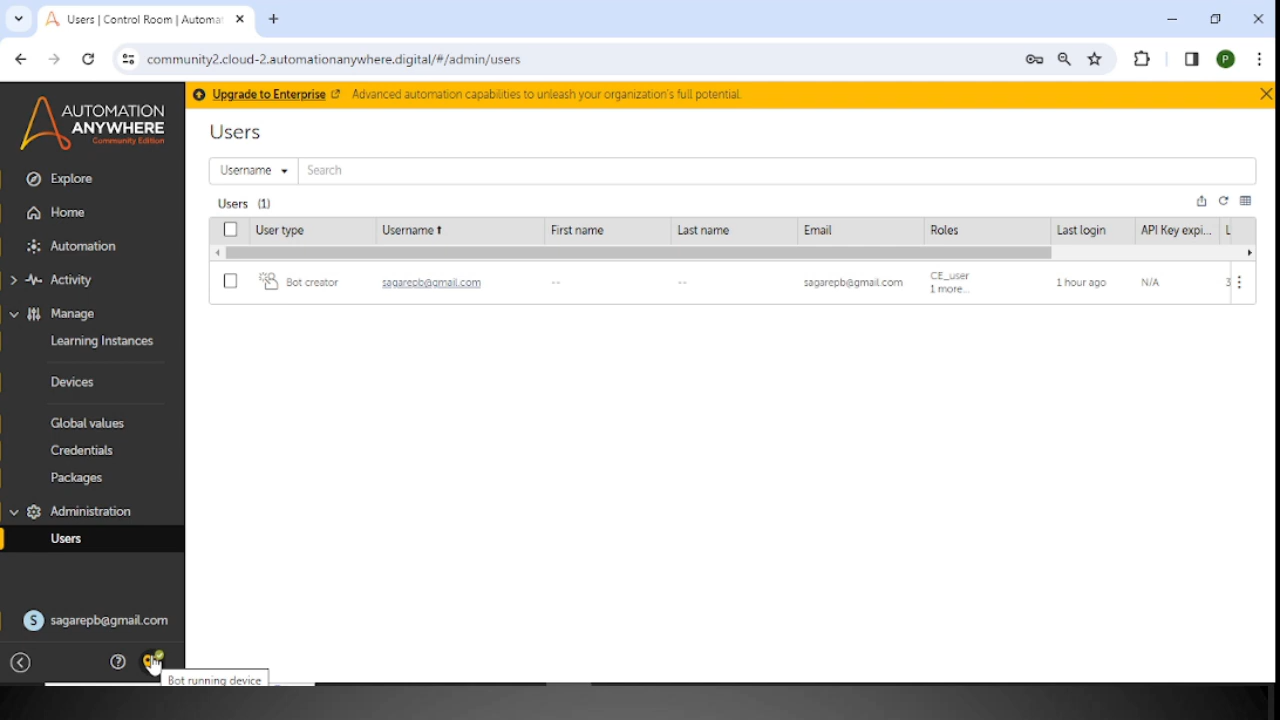 Users | Control Room | Automa
community2.cloud-2.automationanywhere.digital/#/admin/users
P
AUTOMATION
ANYWHERE
Community Edition
Upgrade to Enterprise Advanced automation capabilities to unleash your organization's full potential.
Users
Username Search
Users (1)
User type Username First name Last name Email Roles Last login API Key expi... L
Bot creator sagarepb@gmail.com -- -- sagarepb@gmail.com CE_user 1 hour ago N/A 3
1 more...
Explore
Home
Automation
Activity
Manage
Learning Instances
Devices
Global values
Credentials
Packages
Administration
Users
S sagarepb@gmail.com
Bot running device